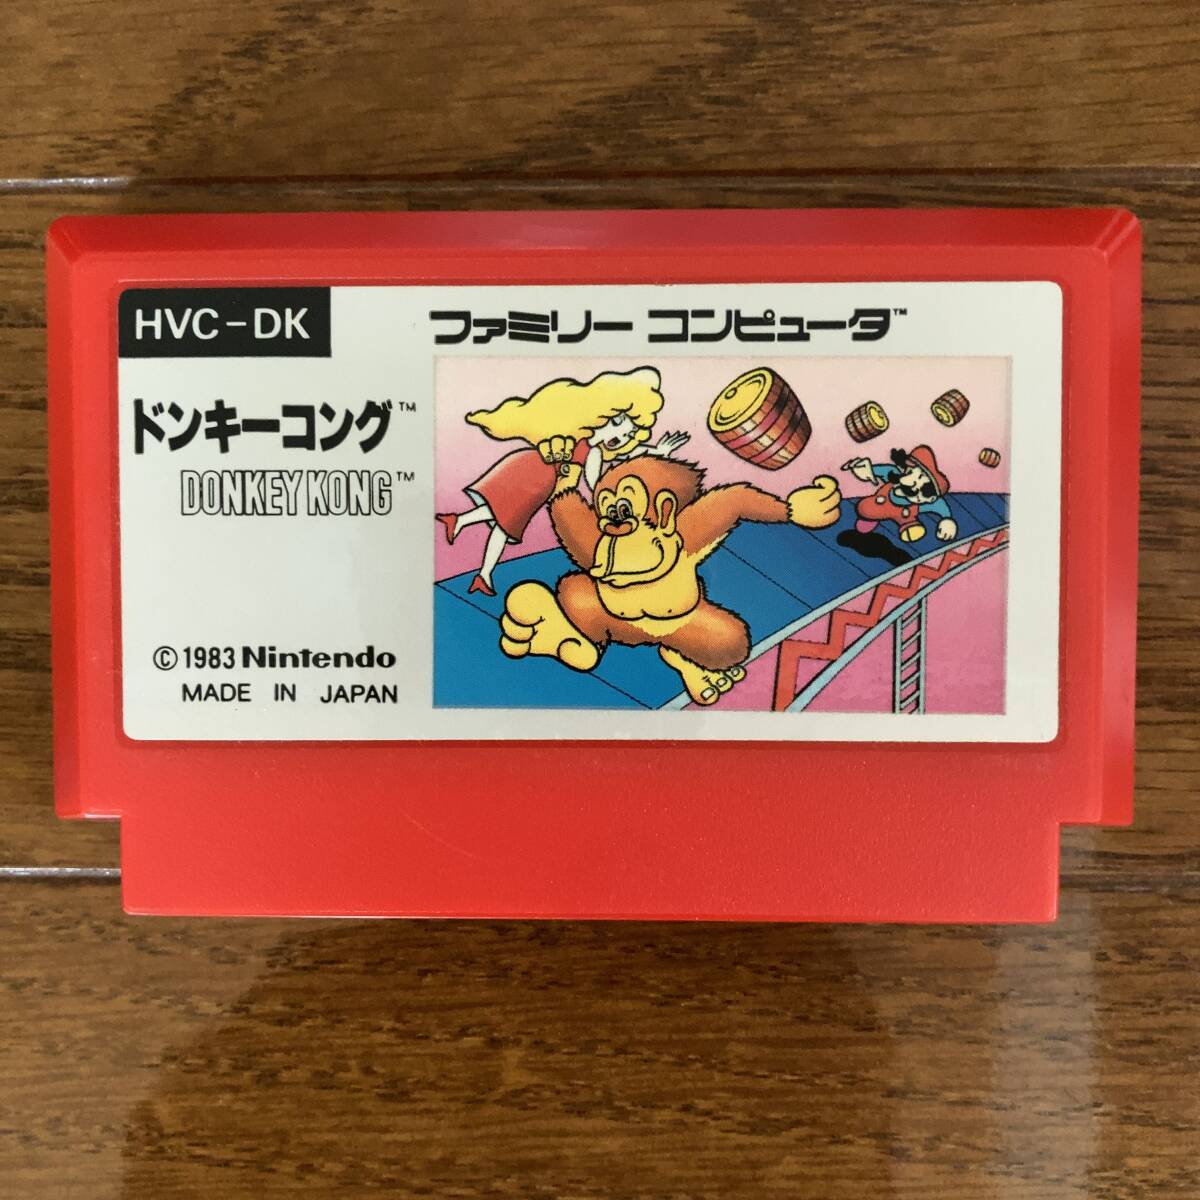 HVC-DK
ファミリー コンピュータ™
ドンキーコング™
DONKEY KONG™
© 1983 Nintendo
MADE IN JAPAN